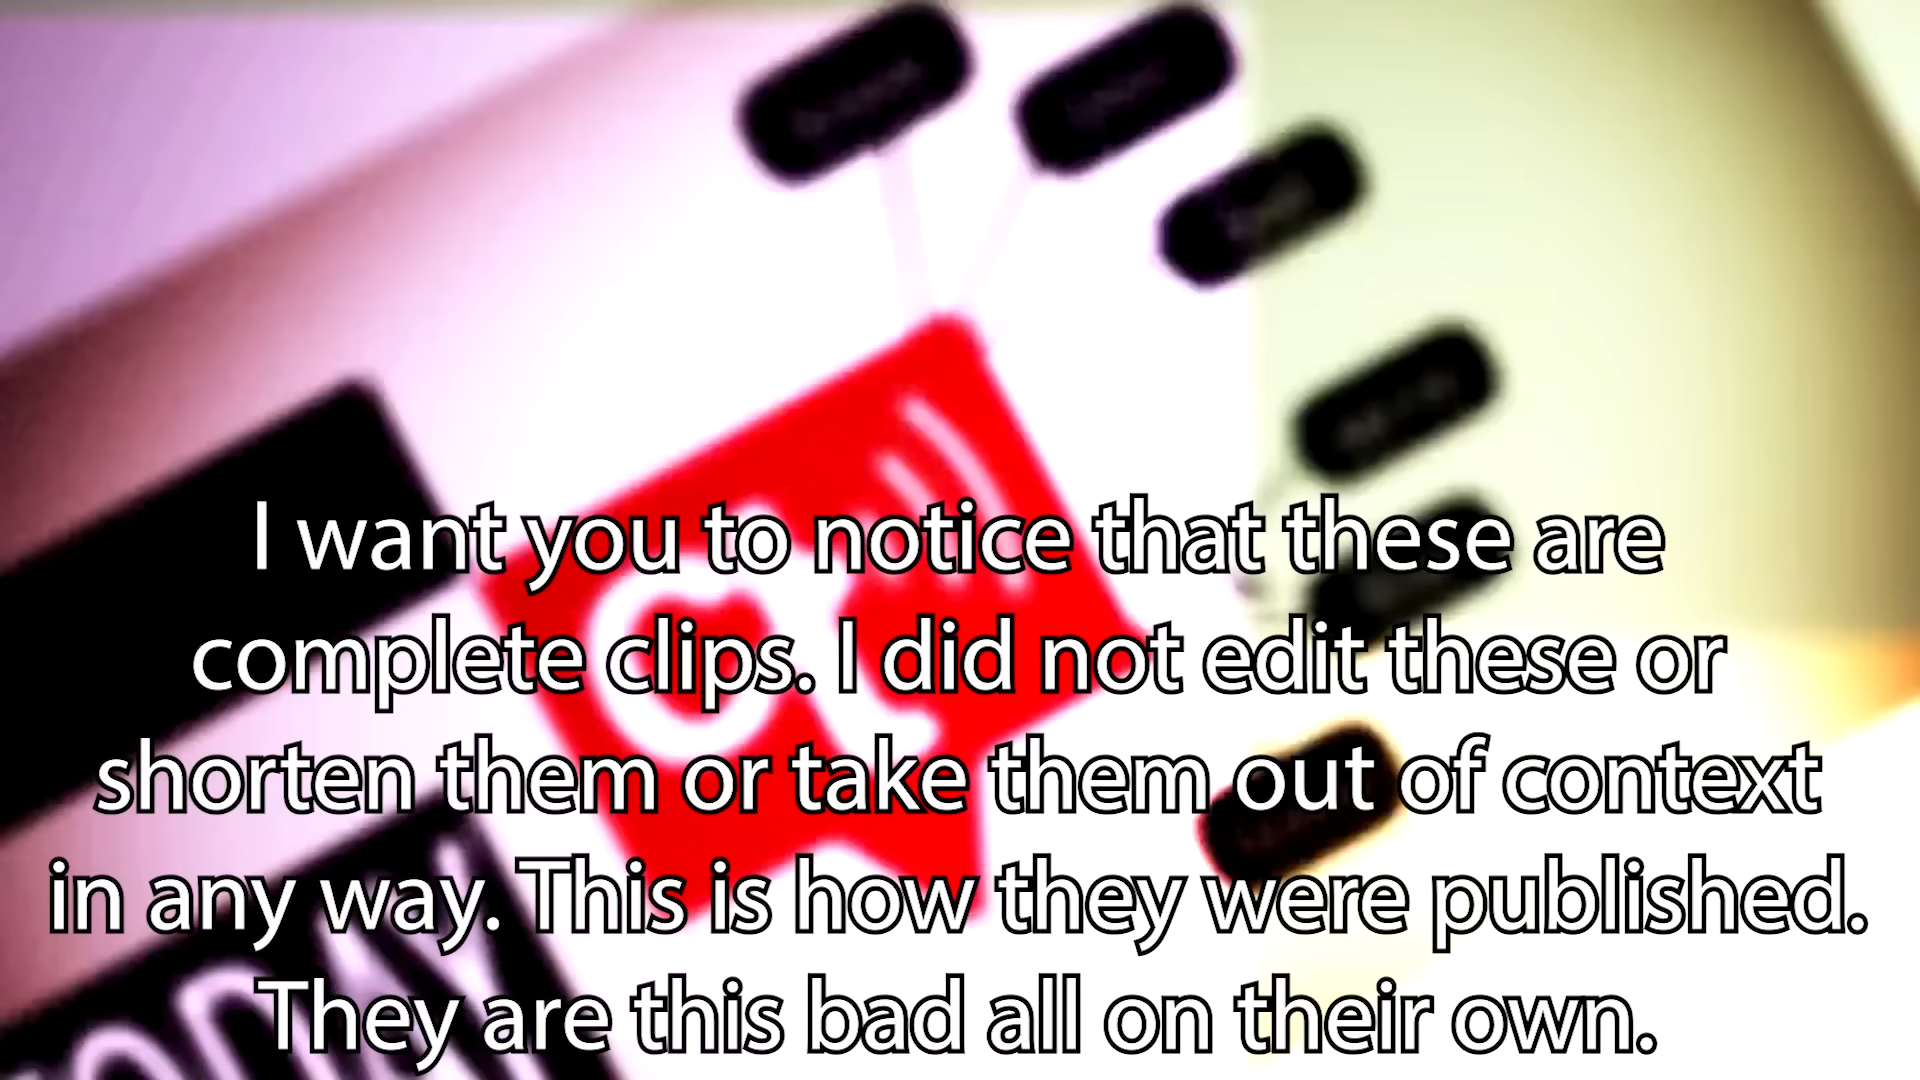 I want you to notice that these are
complete clips. I did not edit these or
shorten them or take them out of context
in any way. This is how they were published.
They are this bad all on their own.